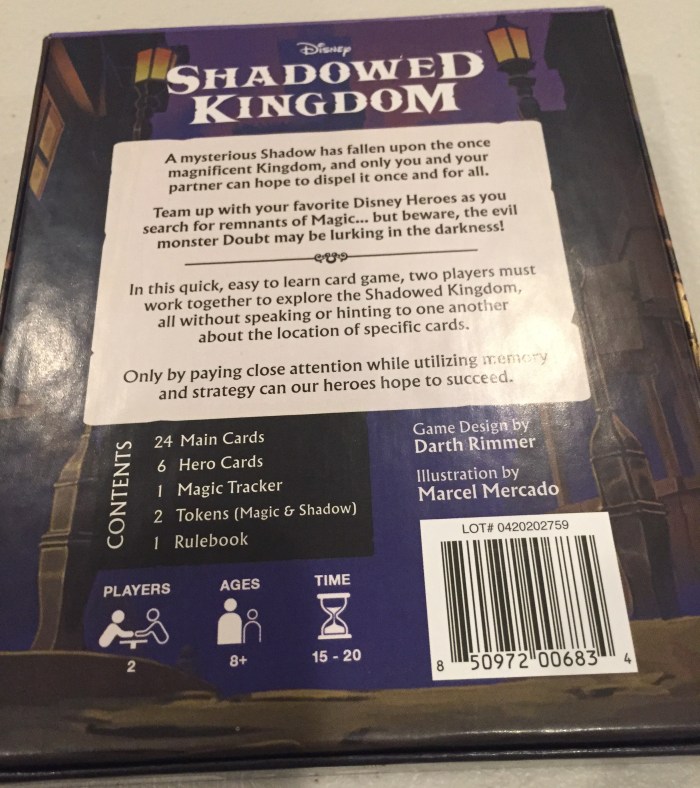 Disney
SHADOWED
KINGDOM™
A mysterious Shadow has fallen upon the once
magnificent Kingdom, and only you and your
partner can hope to dispel it once and for all.
Team up with your favorite Disney Heroes as you
search for remnants of Magic... but beware, the evil
monster Doubt may be lurking in the darkness!
In this quick, easy to learn card game, two players must
work together to explore the Shadowed Kingdom,
all without speaking or hinting to one another
about the location of specific cards.
Only by paying close attention while utilizing memory
and strategy can our heroes hope to succeed.
CONTENTS
24 Main Cards
6 Hero Cards
1 Magic Tracker
2 Tokens (Magic & Shadow)
1 Rulebook
Game Design by
Darth Rimmer
Illustration by
Marcel Mercado
LOT# 0420202759
8 50972 00683 4
PLAYERS
2
AGES
8+
TIME
15 - 20